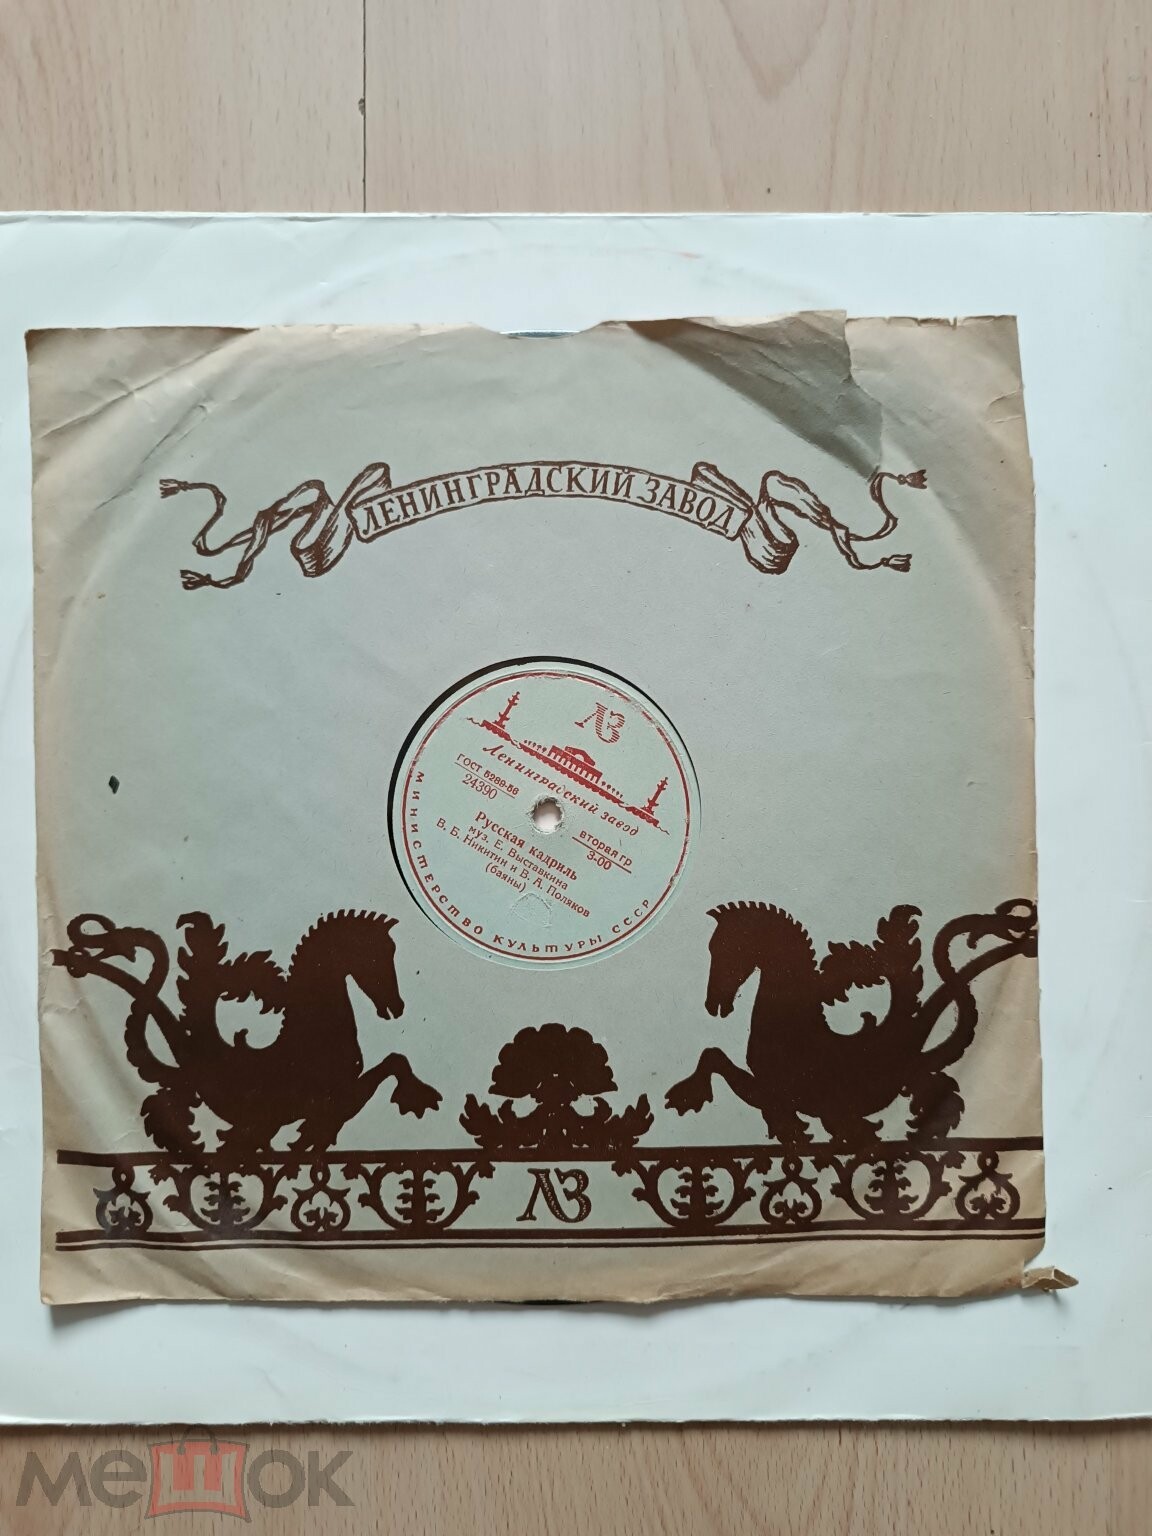 ЛЕНИНГРАДСКИЙ ЗАВОД
ЛЗ
Ленинградский завод
ГОСТ 5289-56
24390
ВТОРАЯ ГР.
3-00
Русская кадриль
муз. Е. Выставкина
В. Б. Никитин и В. А. Поляков
(баяны)
МИНИСТЕРСТВО КУЛЬТУРЫ СССР
ЛЗ
мешок